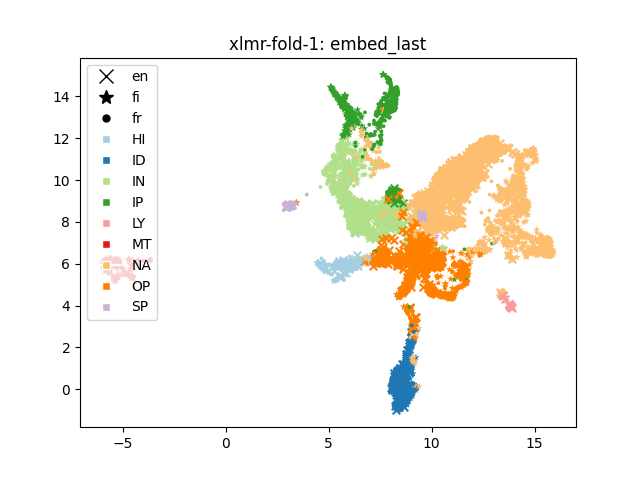 xlmr-fold-1: embed_last
en
fi
fr
HI
ID
IN
IP
LY
MT
NA
OP
SP
14
12
10
8
6
4
2
0
−5
0
5
10
15